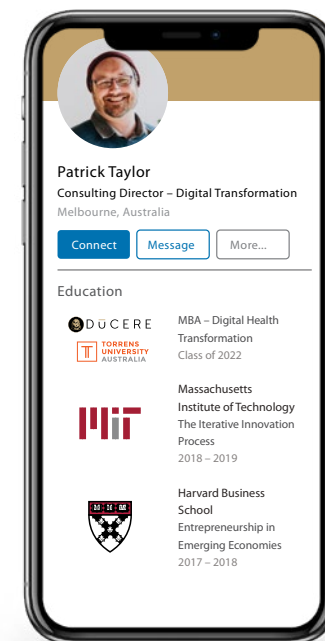 Patrick Taylor
Consulting Director – Digital Transformation
Melbourne, Australia
Connect
Message
More...
Education
DūCERE
TORRENS
UNIVERSITY
AUSTRALIA
MBA – Digital Health
Transformation
Class of 2022
Massachusetts
Institute of Technology
The Iterative Innovation
Process
2018 – 2019
Harvard Business
School
Entrepreneurship in
Emerging Economies
2017 – 2018